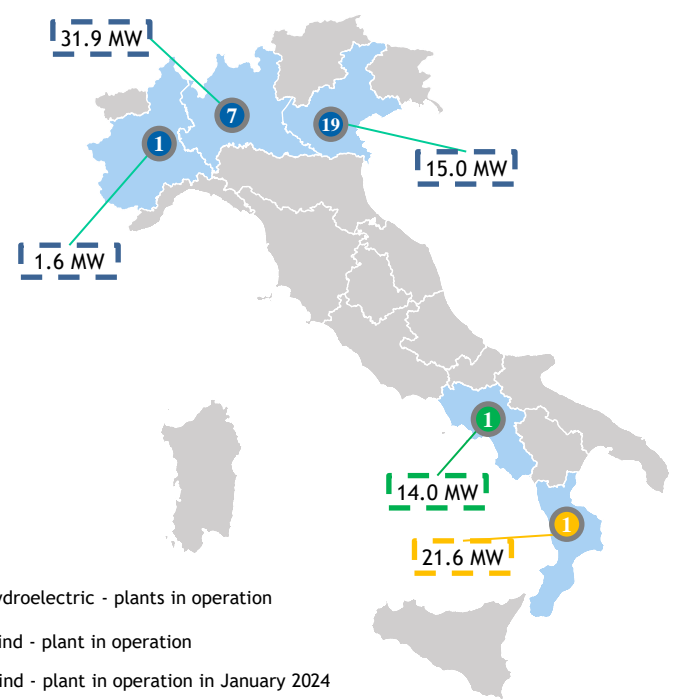 31.9 MW
7
19
1
15.0 MW
1.6 MW
1
14.0 MW
1
21.6 MW
ydroelectric - plants in operation
ind - plant in operation
ind - plant in operation in January 2024